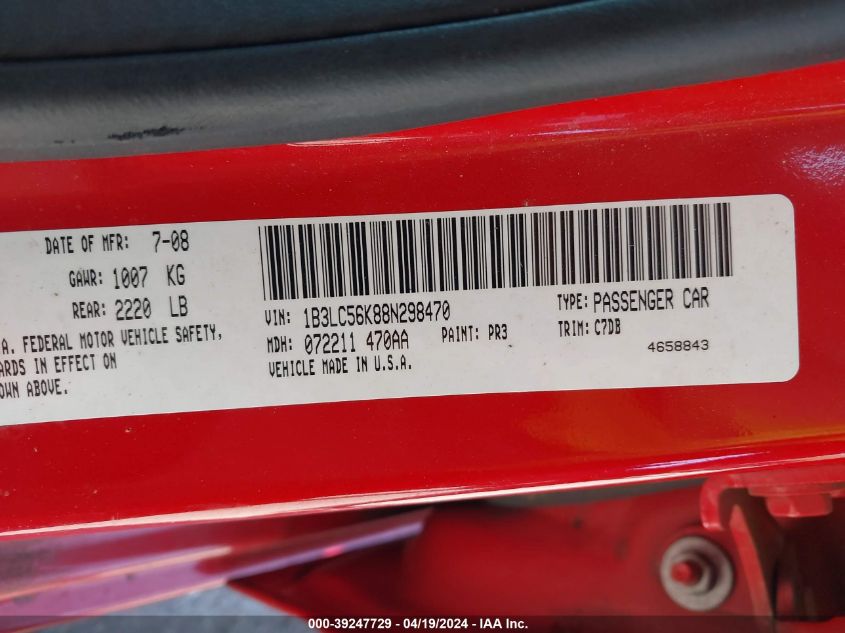 DATE OF MFR: 7-08
GAWR: 1007 KG
REAR: 2220 LB
A. FEDERAL MOTOR VEHICLE SAFETY,
IN EFFECT ON
ABOVE.
VIN: 1B3LC56K88N298470
TYPE: PASSENGER CAR
MDH: 072211 470AA PAINT: PR3
TRIM: C7DB
VEHICLE MADE IN U.S.A.
4658843
000-39247729 - 04/19/2024 - IAA Inc.